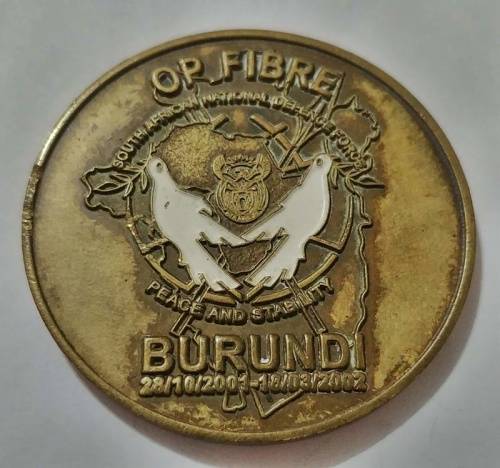 OP FIBRE
SOUTH AFRICAN NATIONAL DEFENCE FORCE
PEACE AND STABILITY
BURUNDI
28/10/2001-18/03/2002